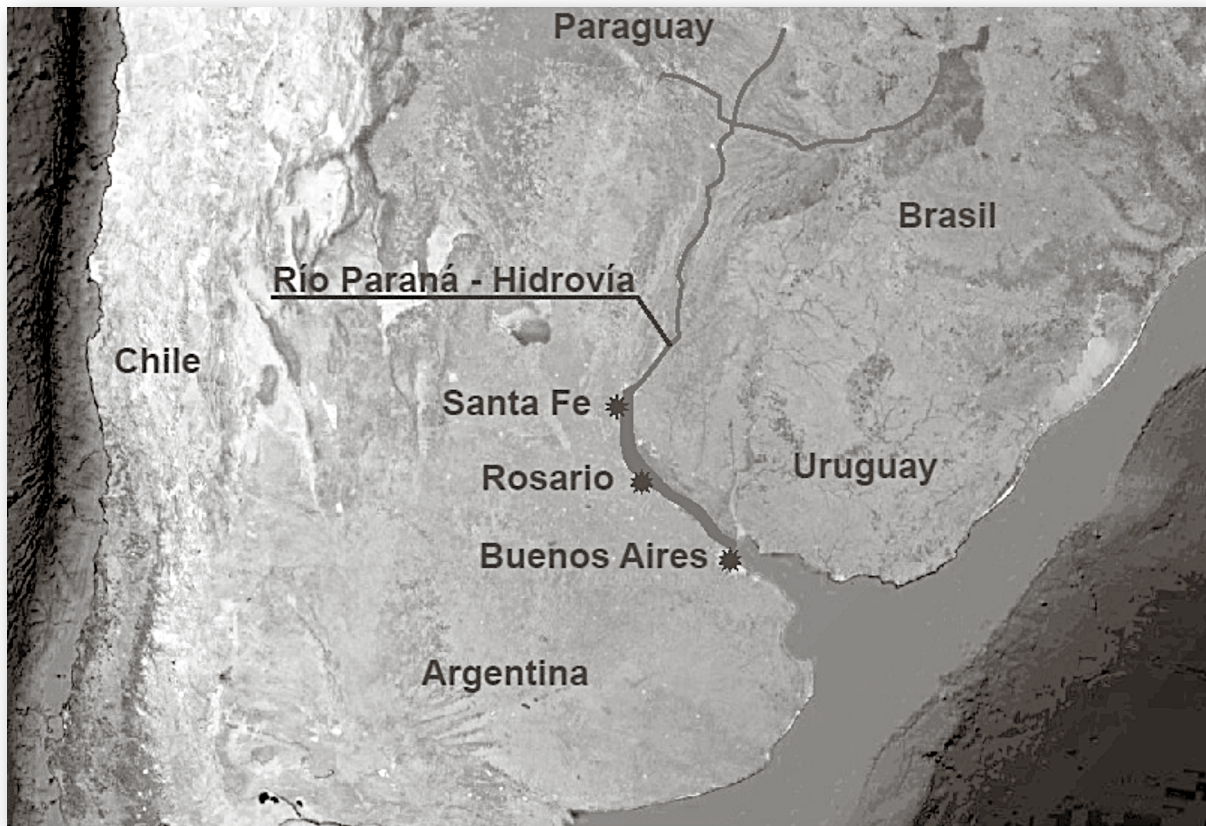 Paraguay
Brasil
Río Paraná - Hidrovía
Chile
Santa Fe
Uruguay
Rosario
Buenos Aires
Argentina